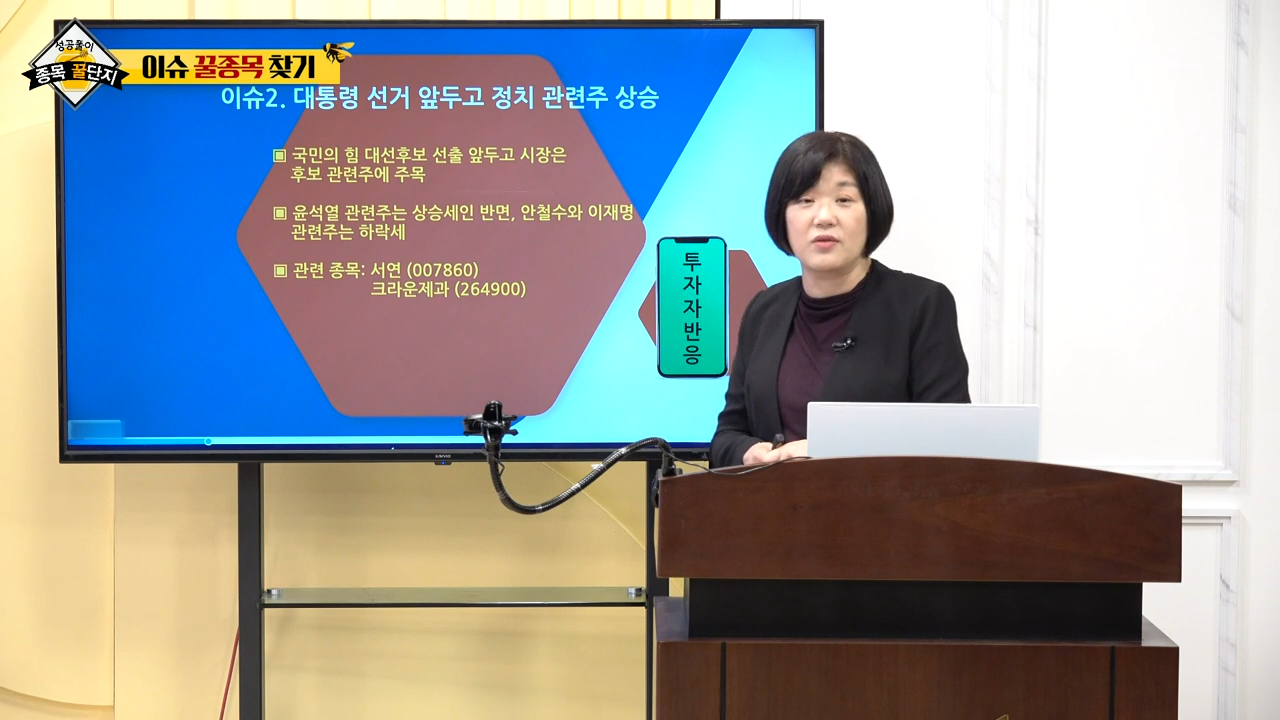 성공풀이
종목 꿀단지
이슈 꿀종목 찾기
이슈2. 대통령 선거 앞두고 정치 관련주 상승
▣ 국민의 힘 대선후보 선출 앞두고 시장은
후보 관련주에 주목
▣ 윤석열 관련주는 상승세인 반면, 안철수와 이재명
관련주는 하락세
▣ 관련 종목: 서연 (007860)
크라운제과 (264900)
투
자
자
반
응